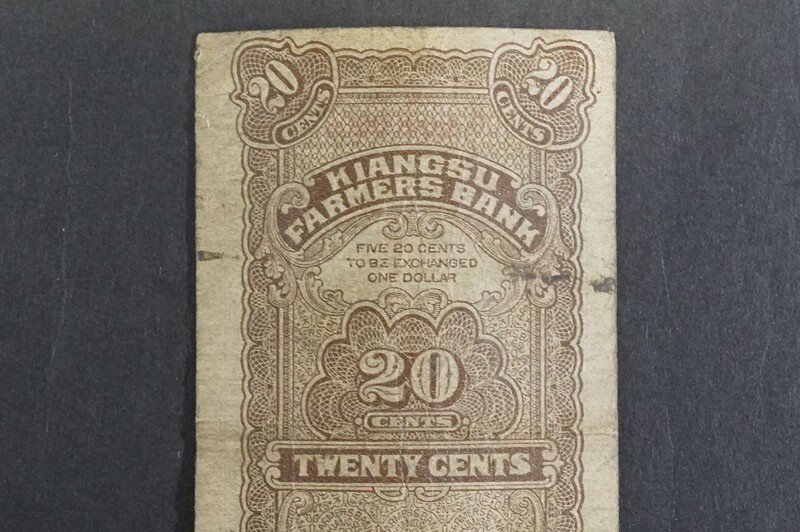 20 CENTS
20 CENTS
KIANGSU
FARMERS BANK
FIVE 20 CENTS
TO BE EXCHANGED
ONE DOLLAR
20
CENTS
TWENTY CENTS